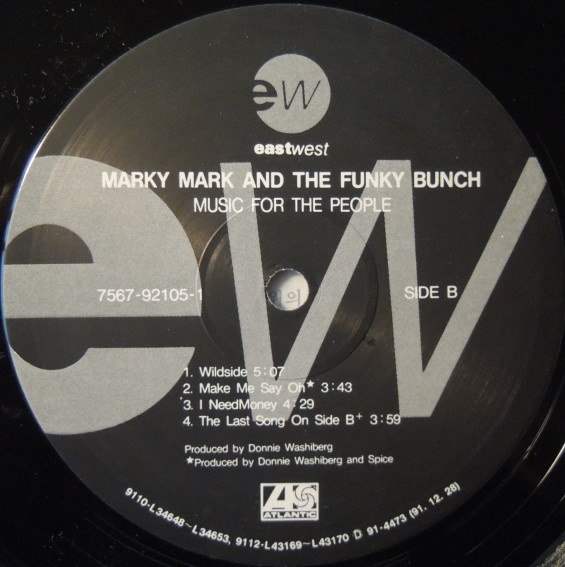 ew
eastwest
MARKY MARK AND THE FUNKY BUNCH
MUSIC FOR THE PEOPLE
ew
7567-92105-1
SIDE B
의
1. Wildside 5:07
2. Make Me Say Oh★ 3:43
3. I NeedMoney 4:29
4. The Last Song On Side B+ 3:59
Produced by Donnie Washiberg
★Produced by Donnie Washiberg and Spice
ATLANTIC
9110-L34648~L34653, 9112-L43169~L43170 D 91-4473 (91. 12. 28)